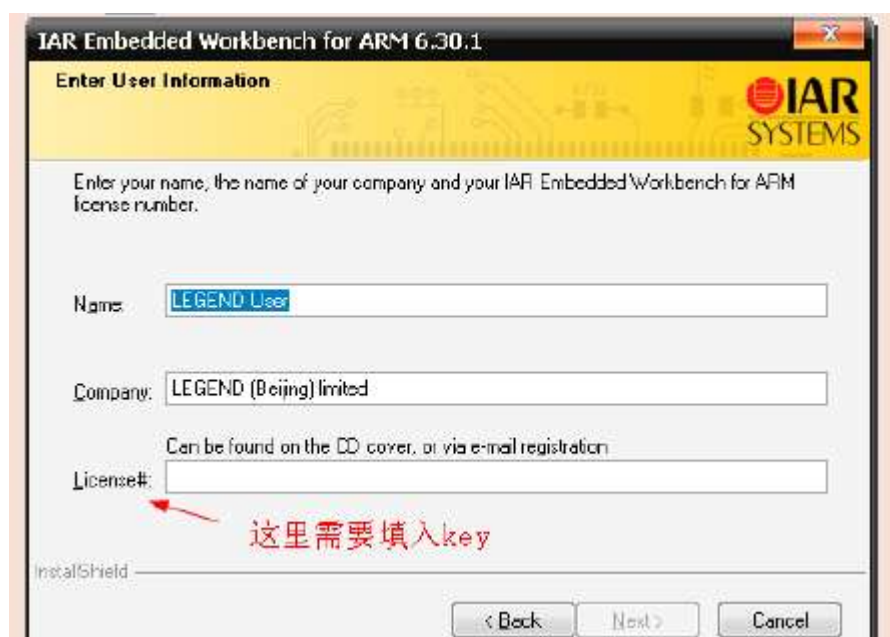 IAR Embedded Workbench for ARM 6.30.1
Enter User Information
IAR
SYSTEMS
Enter your name, the name of your company and your IAR Embedded Workbench for ARM
license number.
Name:
LEGEND User
Company:
LEGEND (Beijing) limited
Can be found on the CD cover, or via e-mail registration
License#:
这里需要填入key
InstallShield
< Back
Next >
Cancel